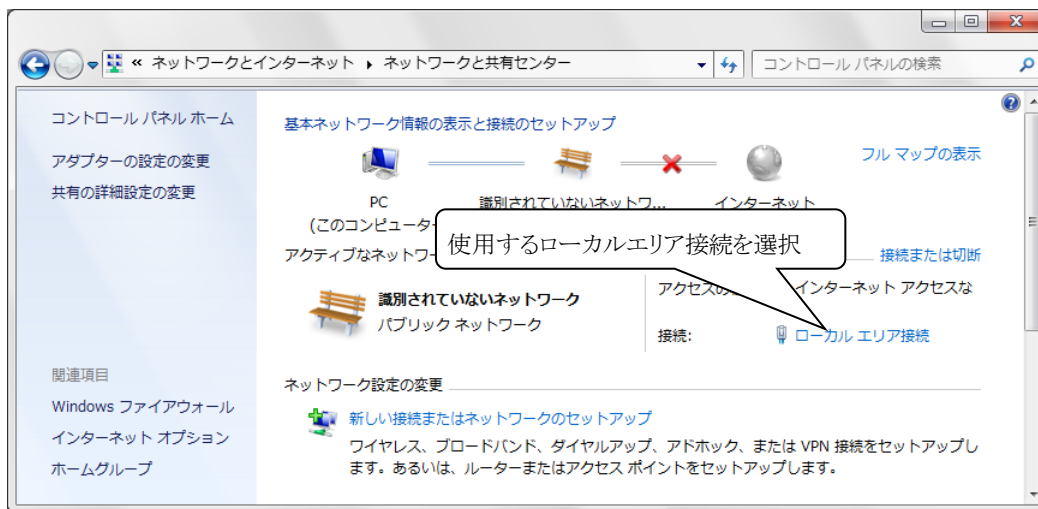 « ネットワークとインターネット ▸ ネットワークと共有センター
コントロール パネルの検索
コントロール パネル ホーム
アダプターの設定の変更
共有の詳細設定の変更
関連項目
Windows ファイアウォール
インターネット オプション
ホームグループ
基本ネットワーク情報の表示と接続のセットアップ
フル マップの表示
PC
(このコンピューター
識別されていないネットワ...
インターネット
使用するローカルエリア接続を選択
アクティブなネットワー
接続または切断
識別されていないネットワーク
パブリック ネットワーク
アクセスの
インターネット アクセスな
接続:
ローカル エリア接続
ネットワーク設定の変更
新しい接続またはネットワークのセットアップ
ワイヤレス、ブロードバンド、ダイヤルアップ、アドホック、または VPN 接続をセットアップし
ます。あるいは、ルーターまたはアクセス ポイントをセットアップします。